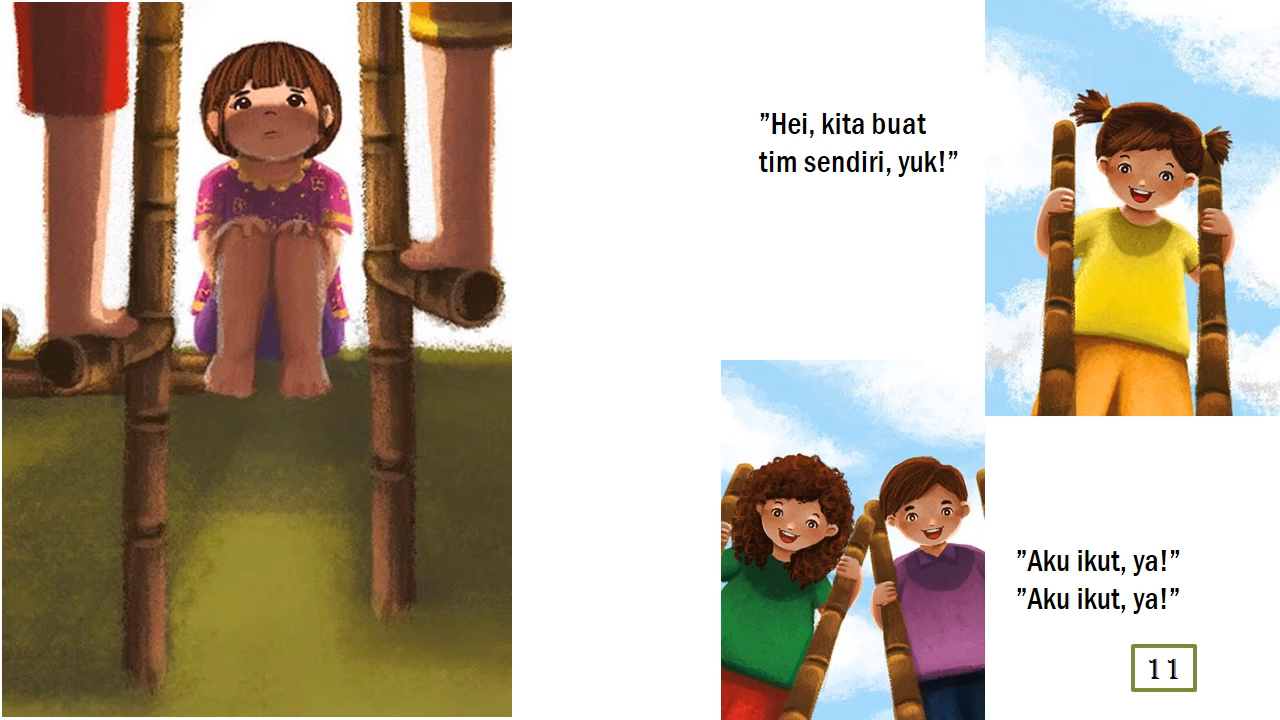 ”Hei, kita buat
tim sendiri, yuk!”
”Aku ikut, ya!”
”Aku ikut, ya!”
11